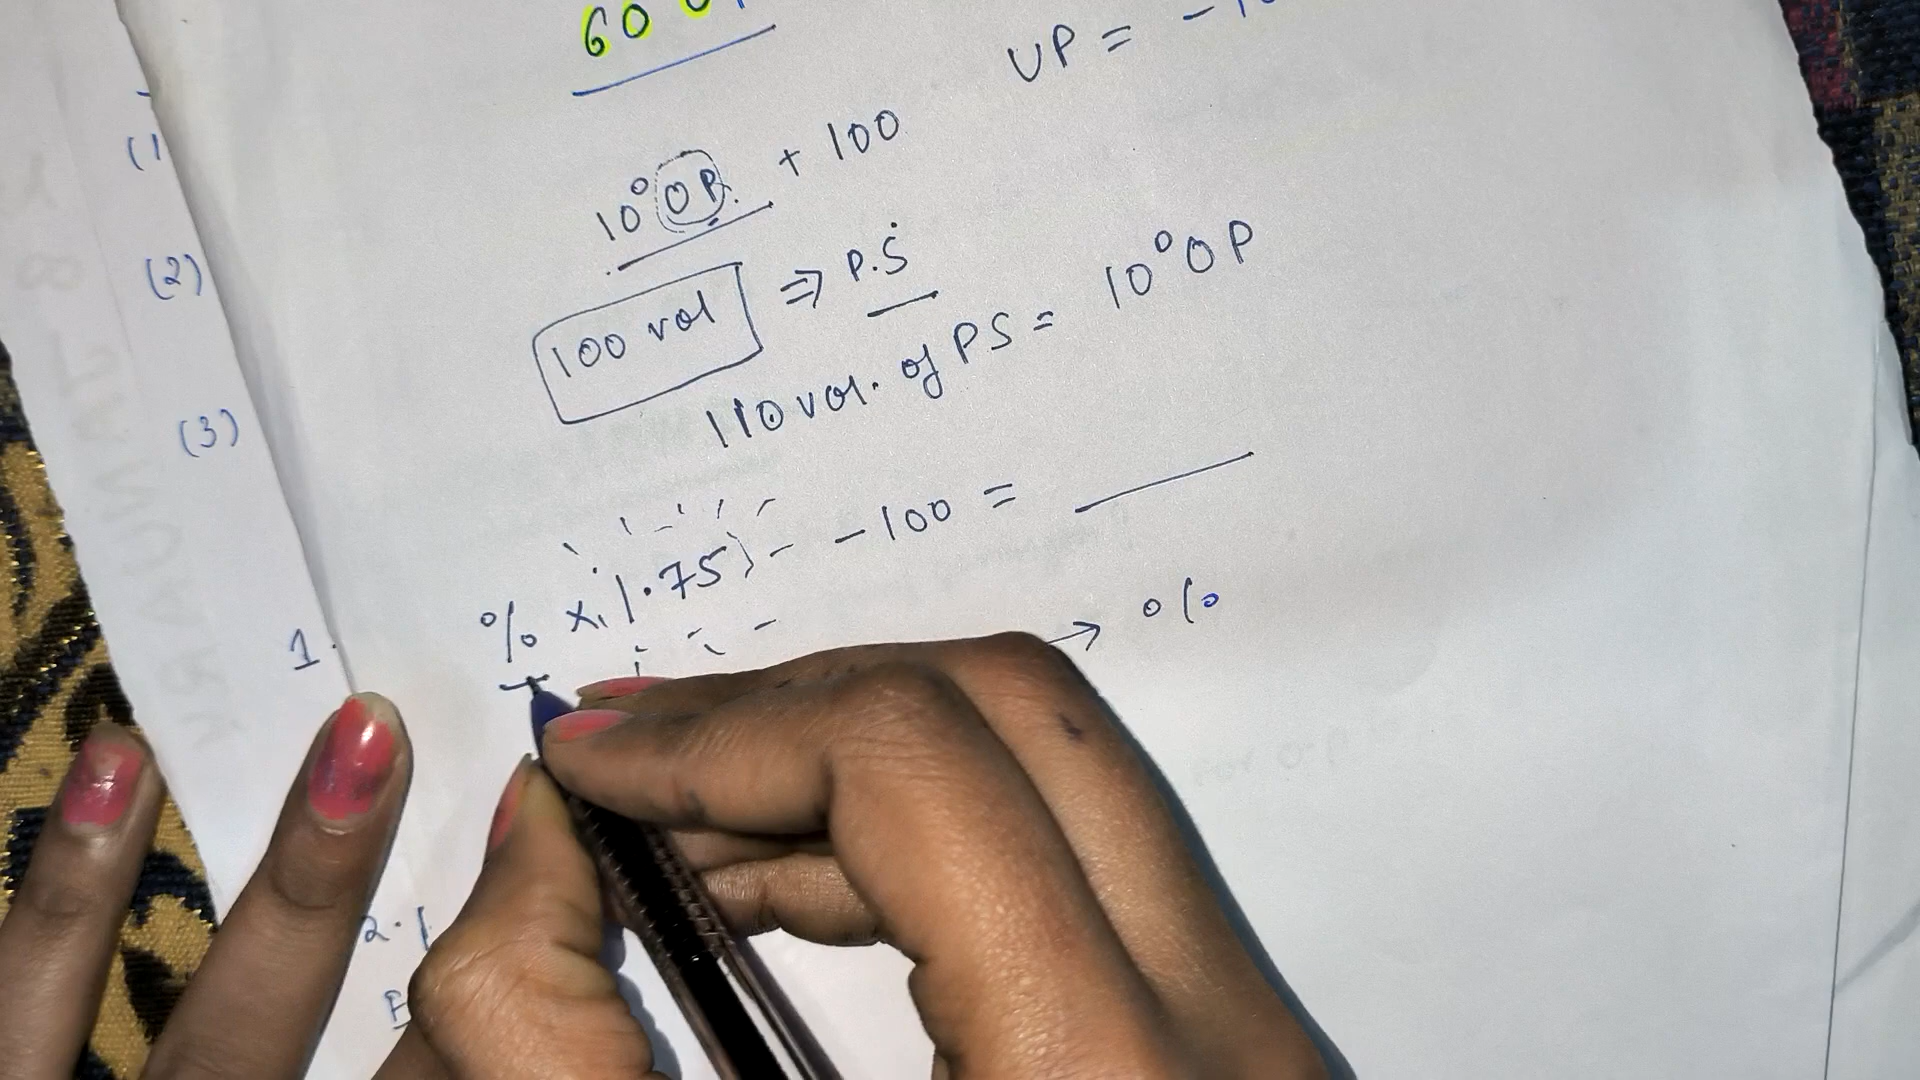 60
UP = -10
10° OP + 100
100 vol ⇒ P.S
110 vol. of PS = 10° OP
% x 1.75 - 100 =
→ %
(1
(2)
(3)
1.
2.